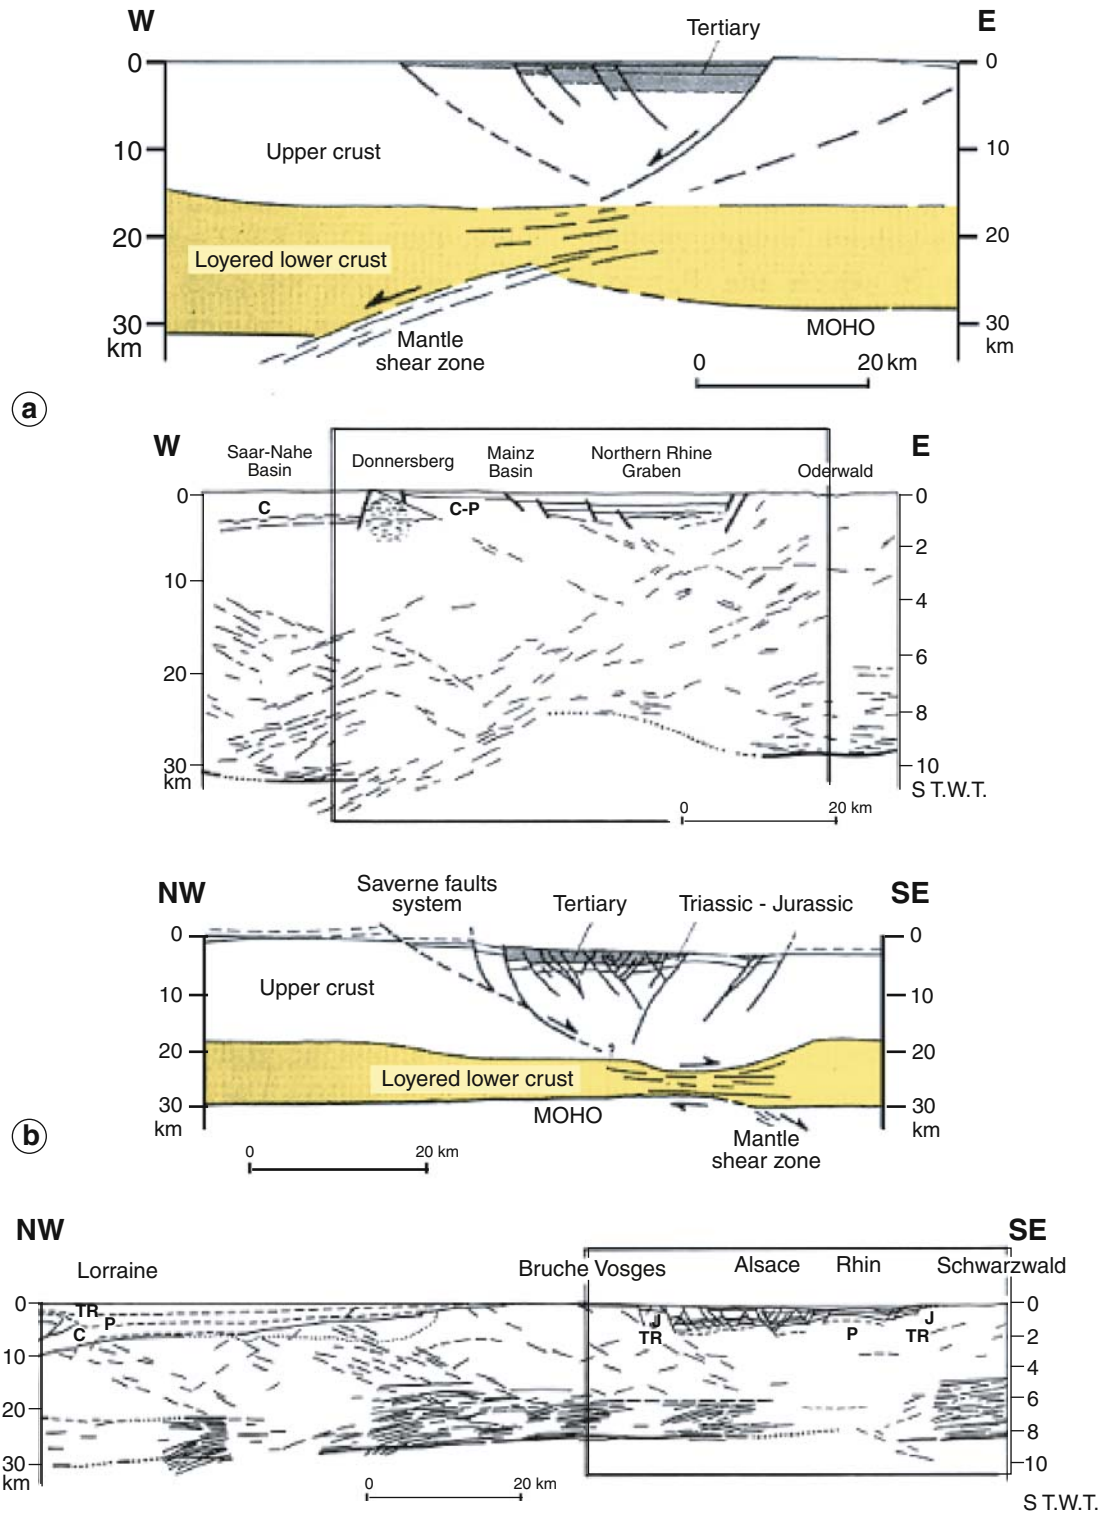 W
E
Tertiary
0
0
10
10
Upper crust
20
20
Loyered lower crust
30
30
km
km
MOHO
Mantle
shear zone
0
20 km
a
W
E
Saar-Nahe
Basin
Donnersberg
Mainz
Basin
Northern Rhine
Graben
Oderwald
0
0
C
C-P
2
10
4
6
20
8
30
km
10
S T.W.T.
0
20 km
NW
SE
Saverne faults
system
Tertiary
Triassic - Jurassic
0
0
Upper crust
10
10
20
20
?
Loyered lower crust
30
30
km
km
MOHO
Mantle
shear zone
b
0
20 km
NW
SE
Lorraine
Bruche Vosges
Alsace
Rhin
Schwarzwald
0
0
TR
P
C
J
TR
P
J
TR
2
10
4
6
20
8
30
km
10
0
20 km
S T.W.T.